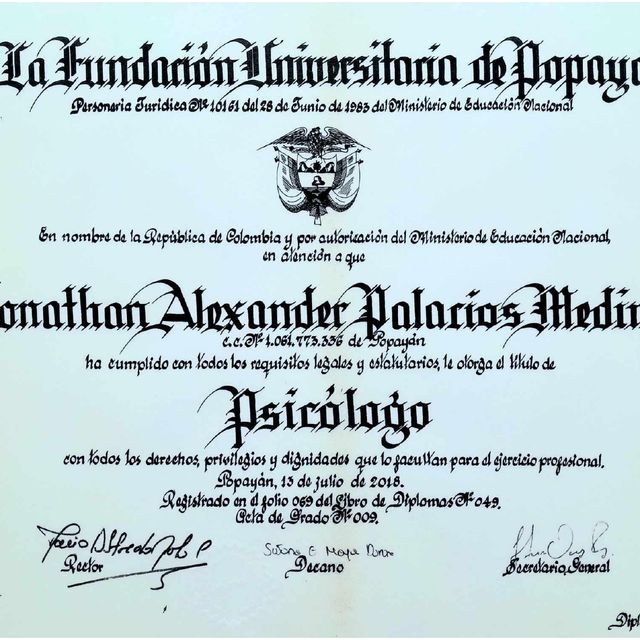 La Fundación Universitaria de Popayá
Personería Jurídica Nº 10161 del 28 de Junio de 1983 del Ministerio de Educación Nacional
En nombre de la República de Colombia y por autorización del Ministerio de Educación Nacional,
en atención a que
onathan Alexander Palacios Medin
c.c. Nº 1.061.773.336 de Popayán
ha cumplido con todos los requisitos legales y estatutarios, le otorga el título de
Psicólogo
con todos los derechos, privilegios y dignidades que lo facultan para el ejercicio profesional.
Popayán, 13 de julio de 2018.
Registrado en el folio 069 del Libro de Diplomas Nº 049.
Acta de Grado Nº 009.
Rector
Decano
Secretario General
Dipl